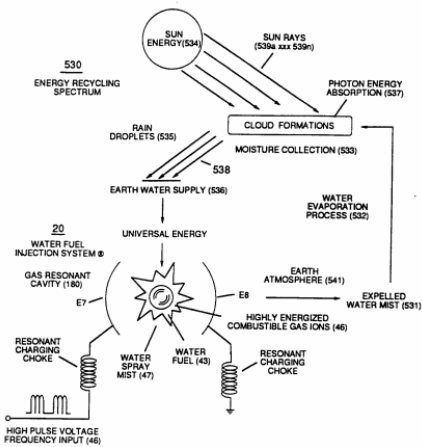 SUN
ENERGY(534)
SUN RAYS
(539a xxx 539n)
530
ENERGY RECYCLING
SPECTRUM
PHOTON ENERGY
ABSORPTION (537)
RAIN
DROPLETS (535)
CLOUD FORMATIONS
MOISTURE COLLECTION (533)
538
EARTH WATER SUPPLY (536)
WATER
EVAPORATION
PROCESS (532)
20
WATER FUEL
INJECTION SYSTEM ®
UNIVERSAL ENERGY
GAS RESONANT
CAVITY (180)
E7
E8
EARTH
ATMOSPHERE (541)
EXPELLED
WATER MIST (531)
HIGHLY ENERGIZED
COMBUSTIBLE GAS IONS (46)
RESONANT
CHARGING
CHOKE
WATER
SPRAY
MIST (47)
WATER
FUEL (43)
RESONANT
CHARGING
CHOKE
HIGH PULSE VOLTAGE
FREQUENCY INPUT (46)